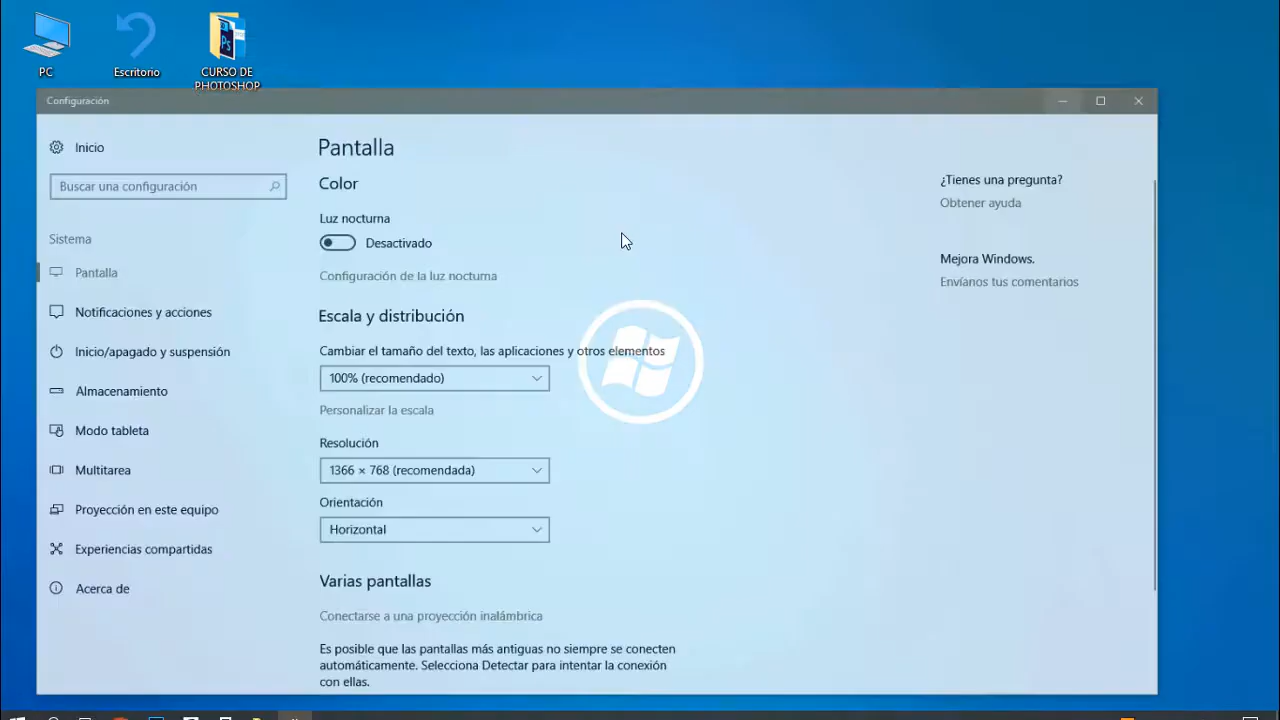 PC
Escritorio
CURSO DE
PHOTOSHOP
Configuración
Inicio
Buscar una configuración
Sistema
Pantalla
Notificaciones y acciones
Inicio/apagado y suspensión
Almacenamiento
Modo tableta
Multitarea
Proyección en este equipo
Experiencias compartidas
Acerca de
Pantalla
Color
Luz nocturna
Desactivado
Configuración de la luz nocturna
Escala y distribución
Cambiar el tamaño del texto, las aplicaciones y otros elementos
100% (recomendado)
Personalizar la escala
Resolución
1366 × 768 (recomendada)
Orientación
Horizontal
Varias pantallas
Conectarse a una proyección inalámbrica
Es posible que las pantallas más antiguas no siempre se conecten
automáticamente. Selecciona Detectar para intentar la conexión
con ellas.
¿Tienes una pregunta?
Obtener ayuda
Mejora Windows.
Envíanos tus comentarios